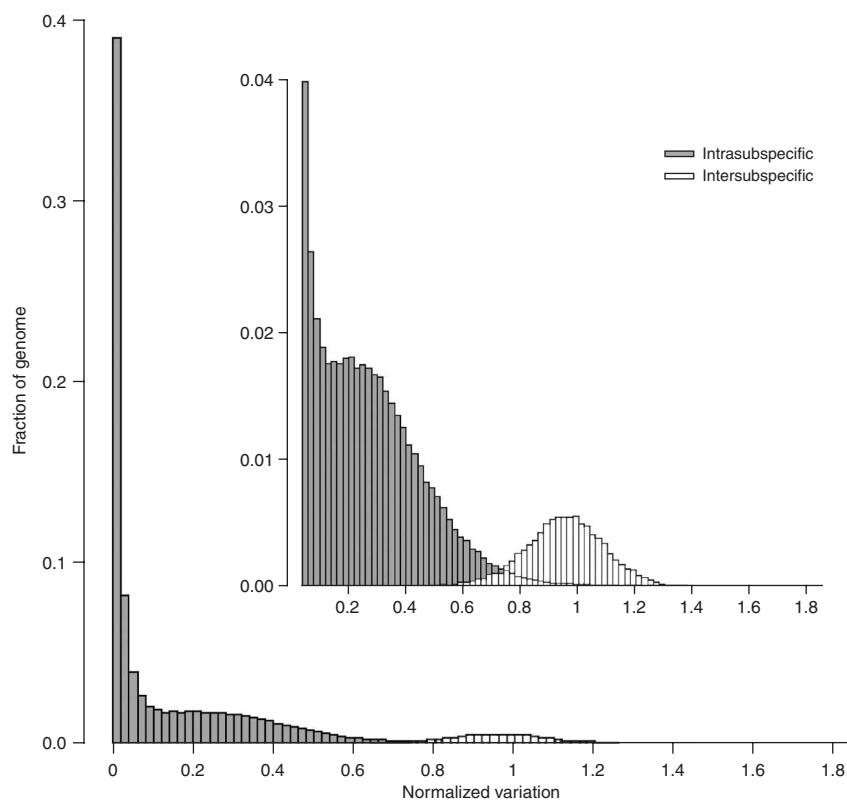 0.4
0.3
0.2
0.1
0.0
Fraction of genome
0.04
0.03
0.02
0.01
0.00
0.2 0.4 0.6 0.8 1 1.2 1.4 1.6 1.8
Intrasubspecific
Intersubspecific
0 0.2 0.4 0.6 0.8 1 1.2 1.4 1.6 1.8
Normalized variation